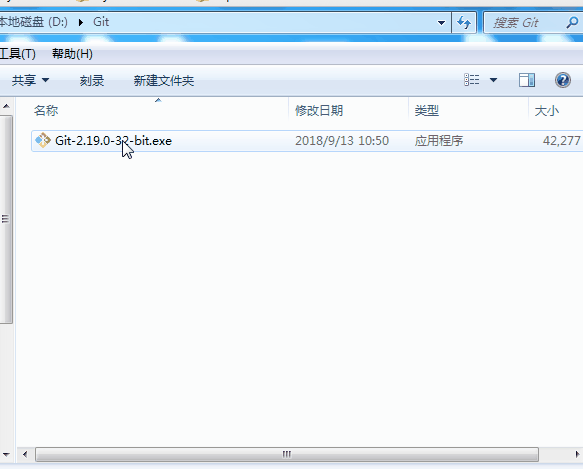 本地磁盘 (D:) ▸ Git 搜索 Git
工具(T) 帮助(H)
共享 刻录 新建文件夹
名称 修改日期 类型 大小
Git-2.19.0-32-bit.exe 2018/9/13 10:50 应用程序 42,277